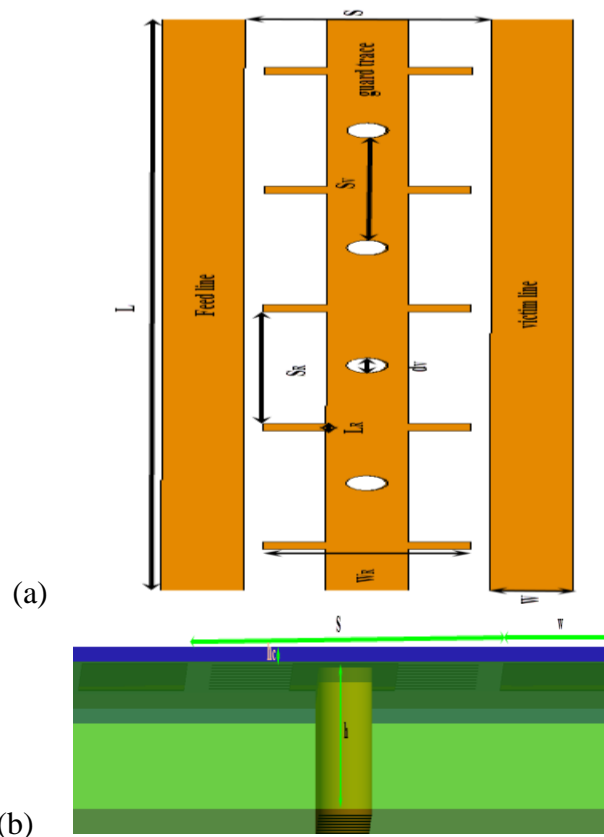 S
guard trace
Sv
L
Feed line
victim line
SR
dv
LR
WR
W
(a)
S
w
(b)